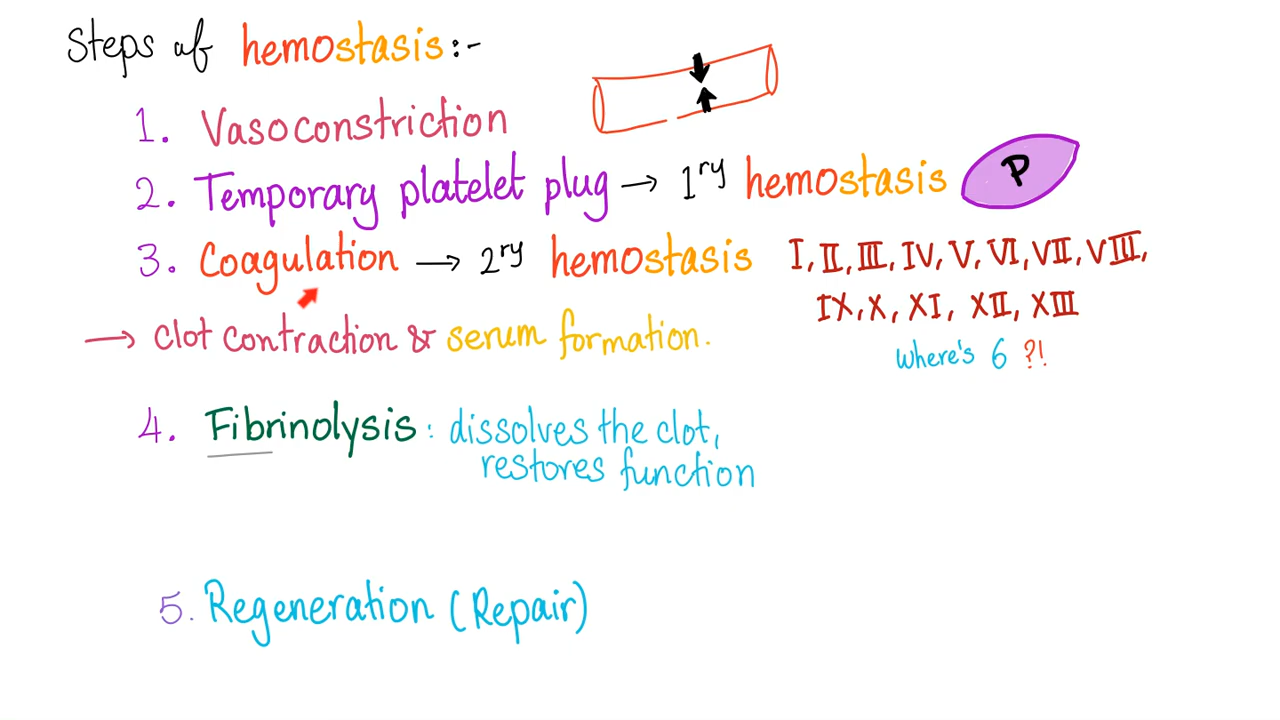 Steps of hemostasis:-
1. Vasoconstriction
2. Temporary platelet plug → 1ry hemostasis P
3. Coagulation → 2ry hemostasis I, II, III, IV, V, VI, VII, VIII,
IX, X, XI, XII, XIII
→ Clot contraction & serum formation.
where's 6 ?!
4. Fibrinolysis: dissolves the clot,
restores function
5. Regeneration (Repair)